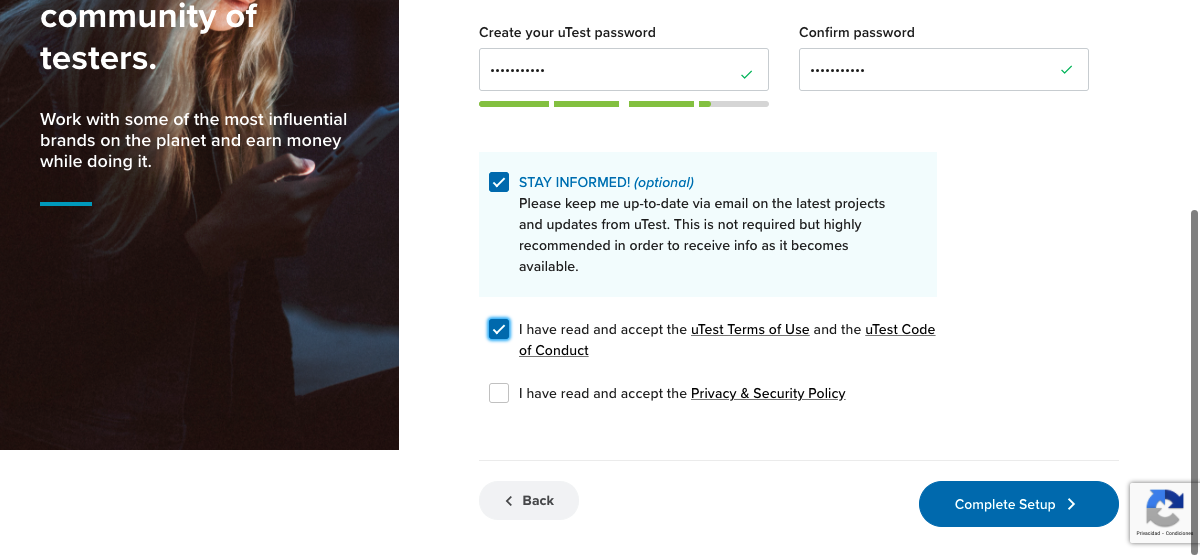 community of
testers.
Work with some of the most influential
brands on the planet and earn money
while doing it.
Create your uTest password
Confirm password
•••••••••••
•••••••••••
STAY INFORMED! (optional)
Please keep me up-to-date via email on the latest projects
and updates from uTest. This is not required but highly
recommended in order to receive info as it becomes
available.
I have read and accept the uTest Terms of Use and the uTest Code
of Conduct
I have read and accept the Privacy & Security Policy
Back
Complete Setup
Privacidad - Condiciones